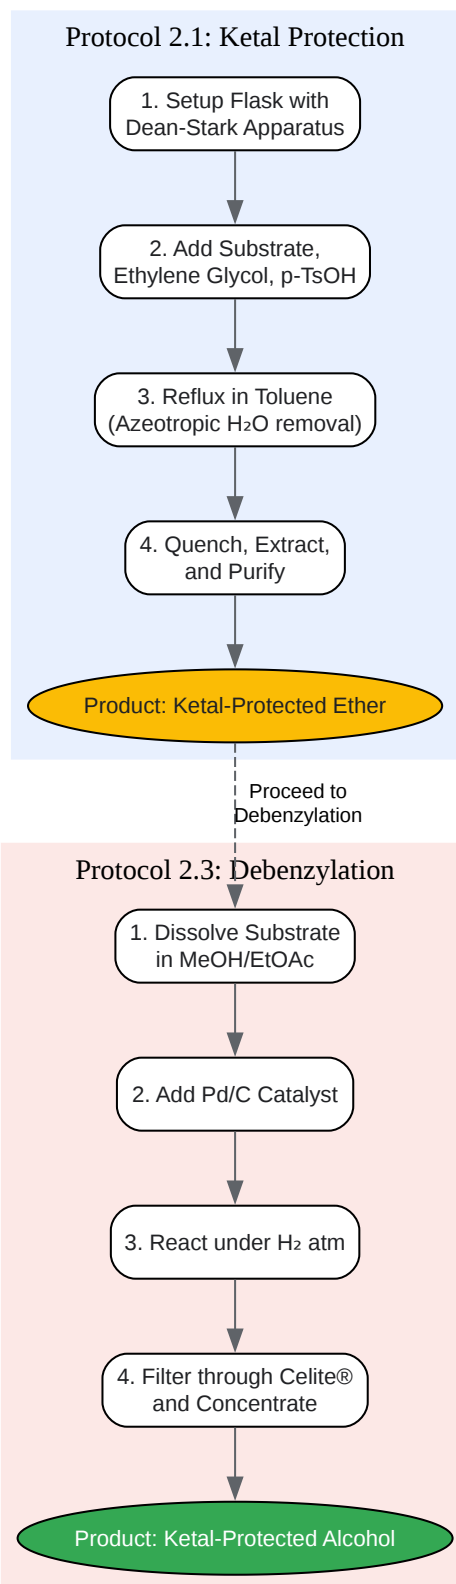 Protocol 2.1: Ketal Protection
1. Setup Flask with
Dean-Stark Apparatus
2. Add Substrate,
Ethylene Glycol, p-TsOH
3. Reflux in Toluene
(Azeotropic H₂O removal)
4. Quench, Extract,
and Purify
Product: Ketal-Protected Ether
Proceed to
Debenzylation
Protocol 2.3: Debenzylation
1. Dissolve Substrate
in MeOH/EtOAc
2. Add Pd/C Catalyst
3. React under H₂ atm
4. Filter through Celite®
and Concentrate
Product: Ketal-Protected Alcohol